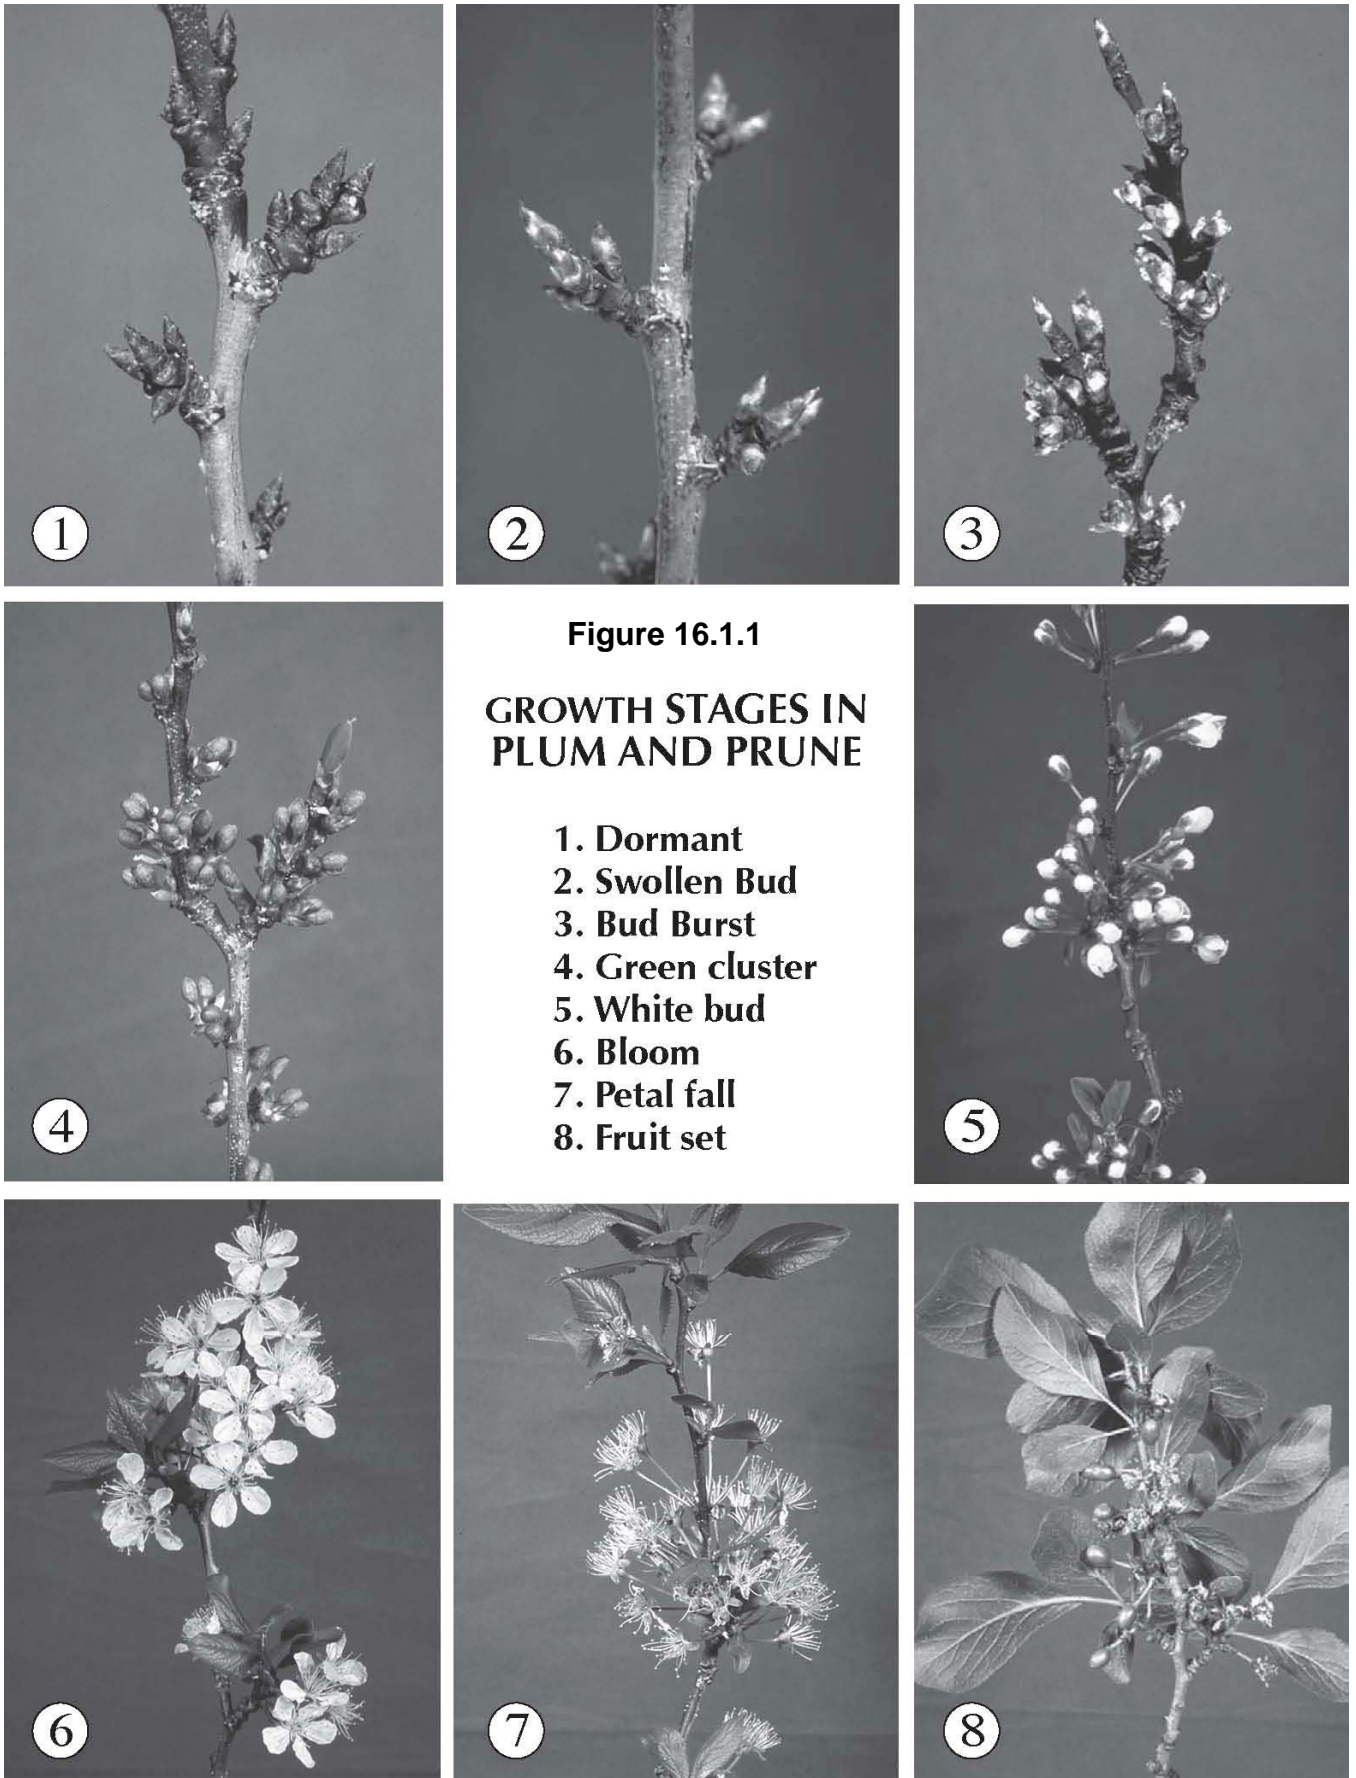 1
2
3
Figure 16.1.1
GROWTH STAGES IN
PLUM AND PRUNE
1. Dormant
2. Swollen Bud
3. Bud Burst
4. Green cluster
5. White bud
6. Bloom
7. Petal fall
8. Fruit set
4
5
6
7
8